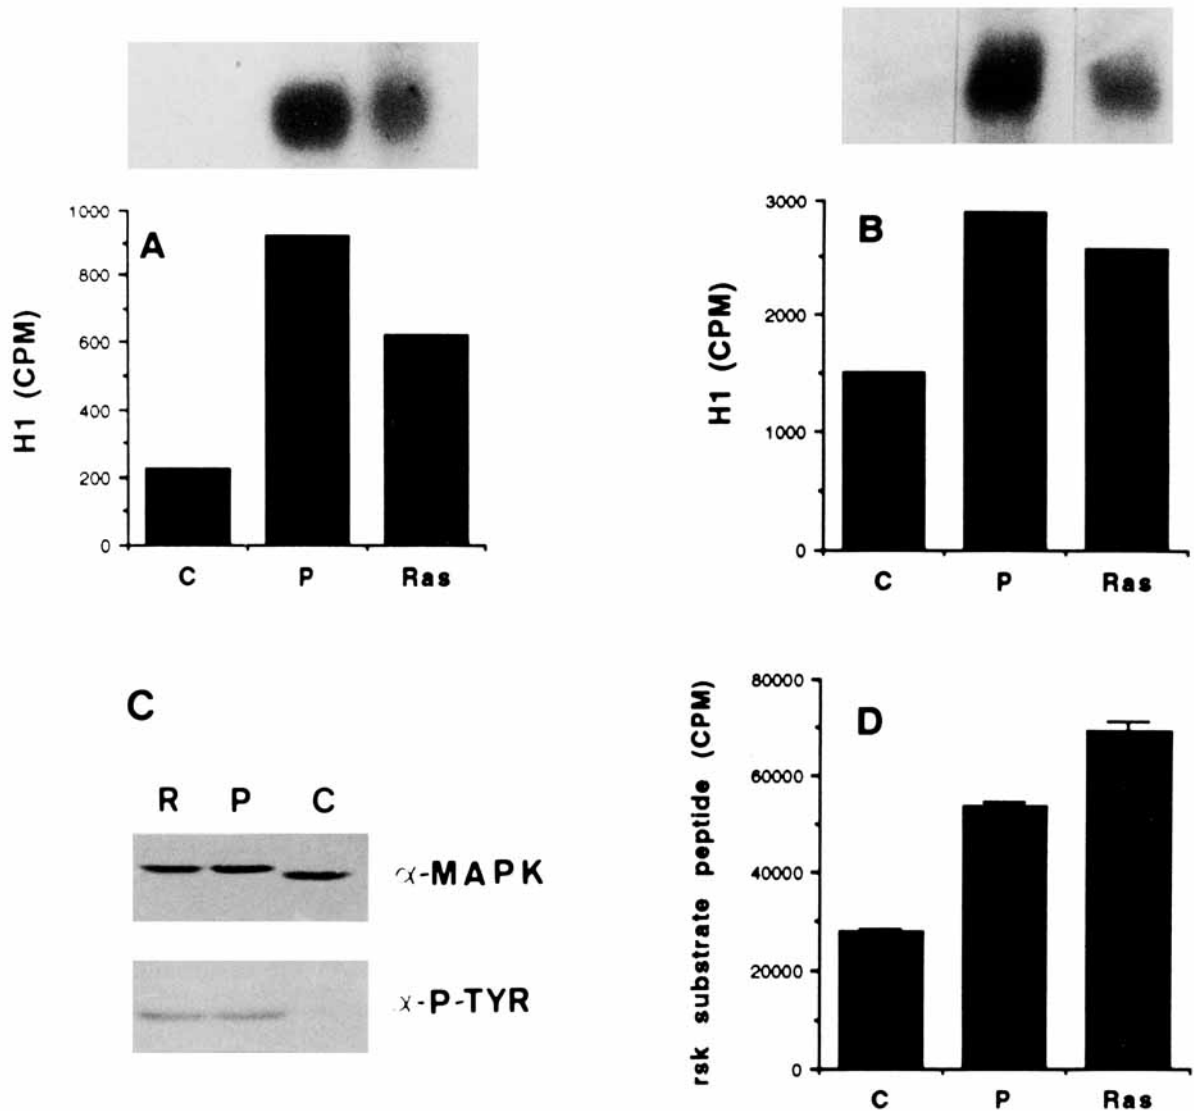 A
H1 (CPM)
1000
800
600
400
200
0
C P Ras
B
H1 (CPM)
3000
2000
1000
0
C P Ras
C
R P C
α-MAPK
α-P-TYR
D
rsk substrate peptide (CPM)
80000
60000
40000
20000
0
C P Ras